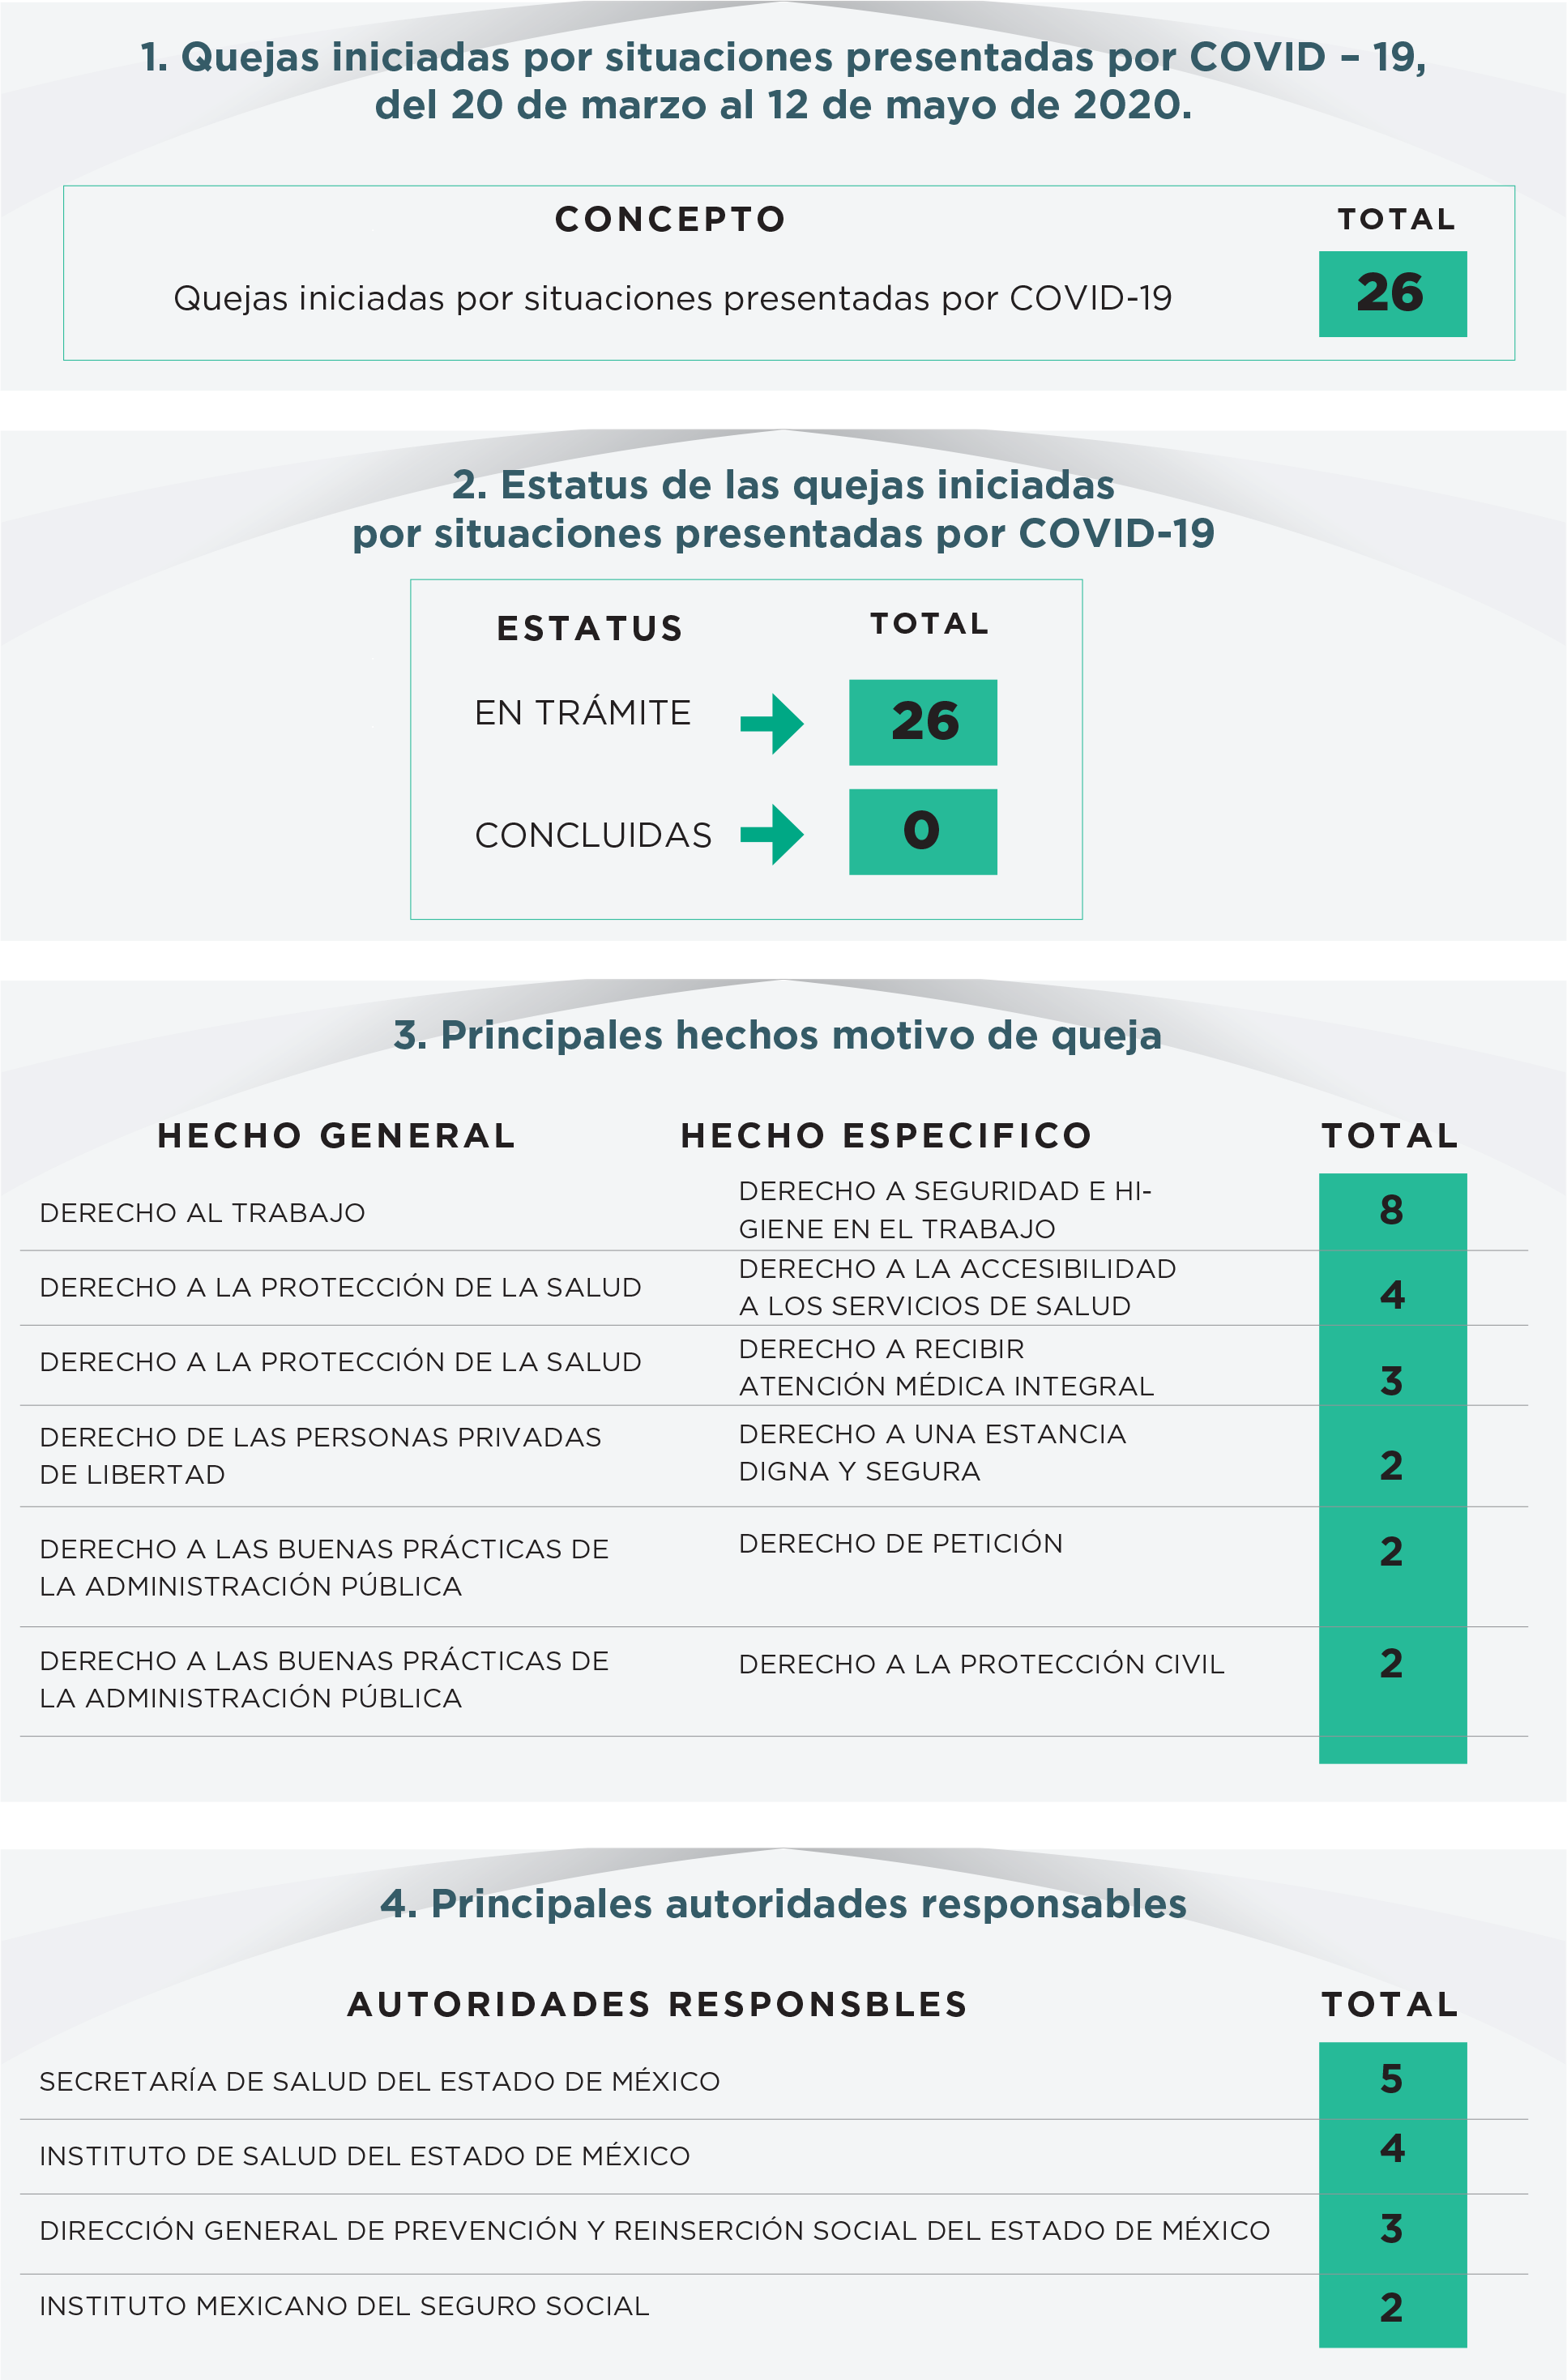 1. Quejas iniciadas por situaciones presentadas por COVID – 19,
del 20 de marzo al 12 de mayo de 2020.
CONCEPTO
TOTAL
Quejas iniciadas por situaciones presentadas por COVID-19
26
2. Estatus de las quejas iniciadas
por situaciones presentadas por COVID-19
ESTATUS
TOTAL
EN TRÁMITE
26
CONCLUIDAS
0
3. Principales hechos motivo de queja
HECHO GENERAL
HECHO ESPECIFICO
TOTAL
DERECHO AL TRABAJO
DERECHO A SEGURIDAD E HI-
GIENE EN EL TRABAJO
8
DERECHO A LA PROTECCIÓN DE LA SALUD
DERECHO A LA ACCESIBILIDAD
A LOS SERVICIOS DE SALUD
4
DERECHO A LA PROTECCIÓN DE LA SALUD
DERECHO A RECIBIR
ATENCIÓN MÉDICA INTEGRAL
3
DERECHO DE LAS PERSONAS PRIVADAS
DE LIBERTAD
DERECHO A UNA ESTANCIA
DIGNA Y SEGURA
2
DERECHO A LAS BUENAS PRÁCTICAS DE
LA ADMINISTRACIÓN PÚBLICA
DERECHO DE PETICIÓN
2
DERECHO A LAS BUENAS PRÁCTICAS DE
LA ADMINISTRACIÓN PÚBLICA
DERECHO A LA PROTECCIÓN CIVIL
2
4. Principales autoridades responsables
AUTORIDADES RESPONSBLES
TOTAL
SECRETARÍA DE SALUD DEL ESTADO DE MÉXICO
5
INSTITUTO DE SALUD DEL ESTADO DE MÉXICO
4
DIRECCIÓN GENERAL DE PREVENCIÓN Y REINSERCIÓN SOCIAL DEL ESTADO DE MÉXICO
3
INSTITUTO MEXICANO DEL SEGURO SOCIAL
2